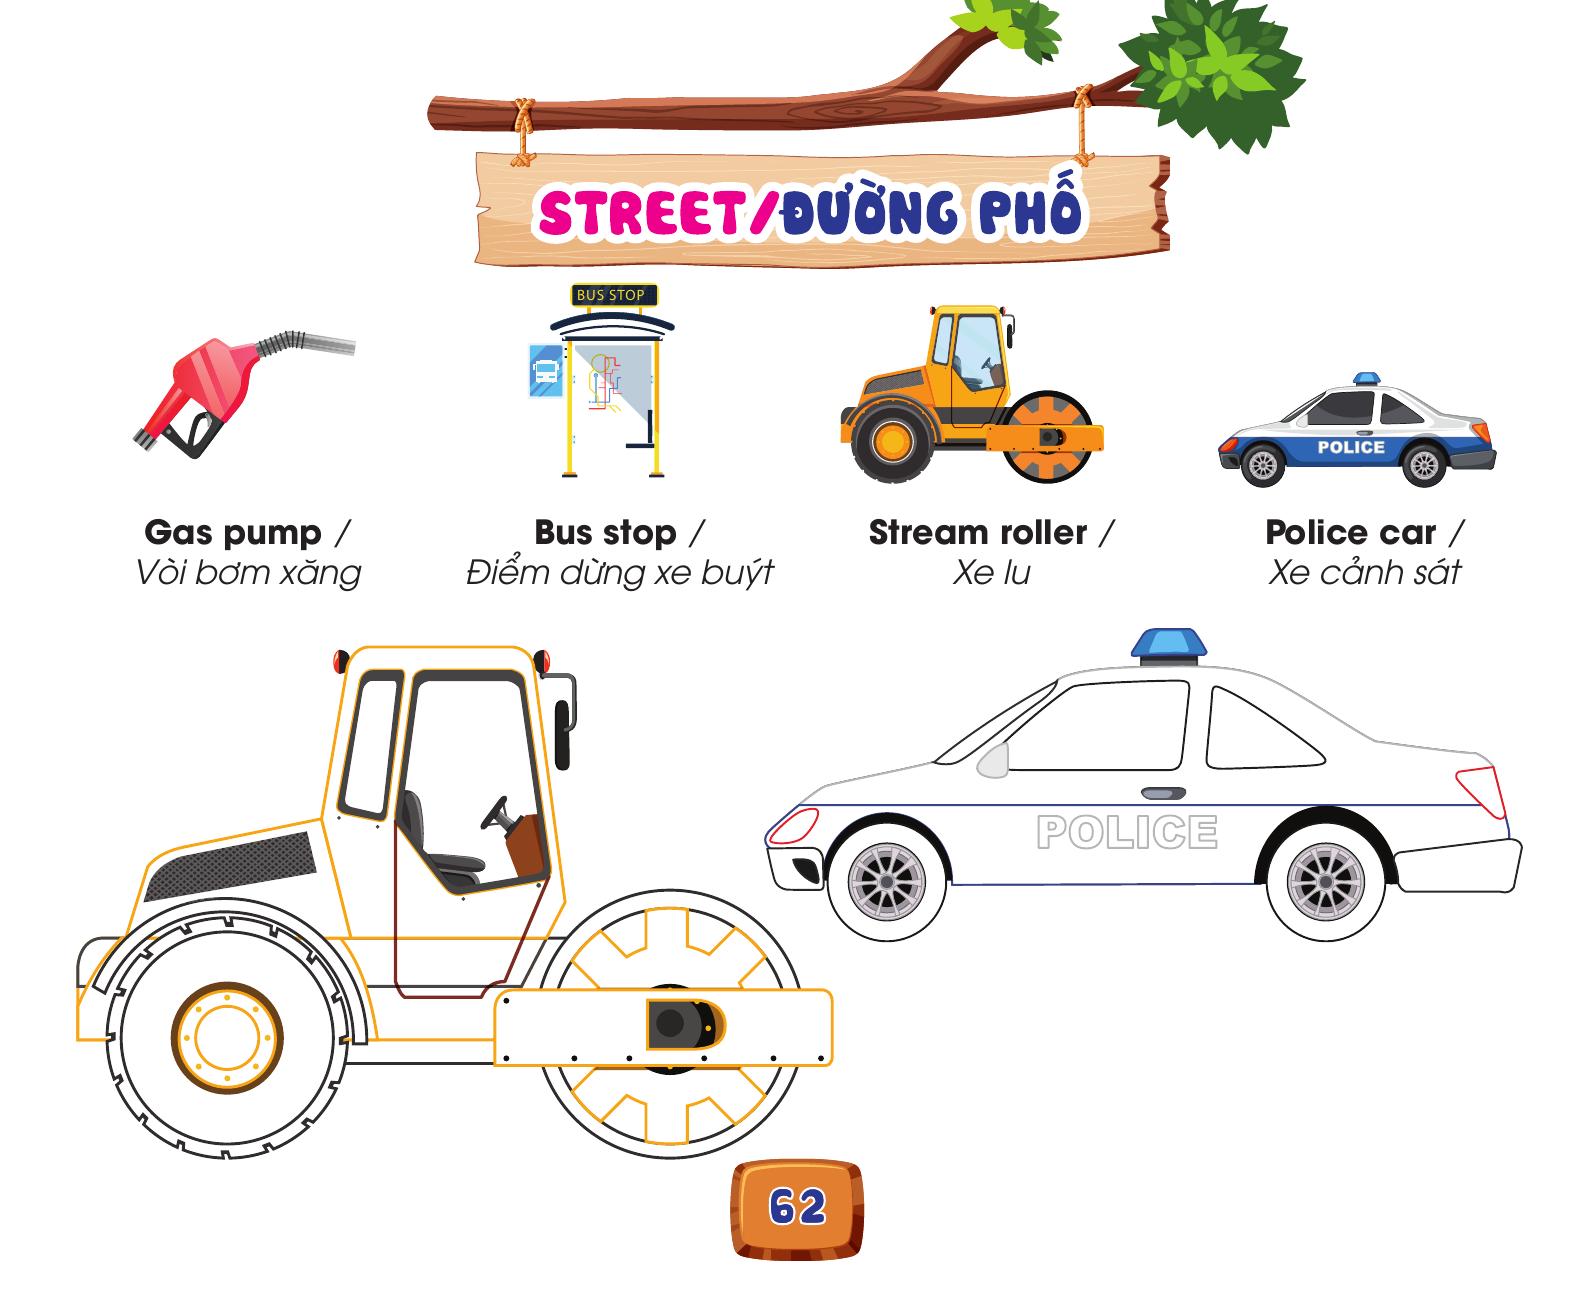 STREET/ĐƯỜNG PHỐ
BUS STOP
POLICE
Gas pump /
Vòi bơm xăng
Bus stop /
Điểm dừng xe buýt
Stream roller /
Xe lu
Police car /
Xe cảnh sát
POLICE
62